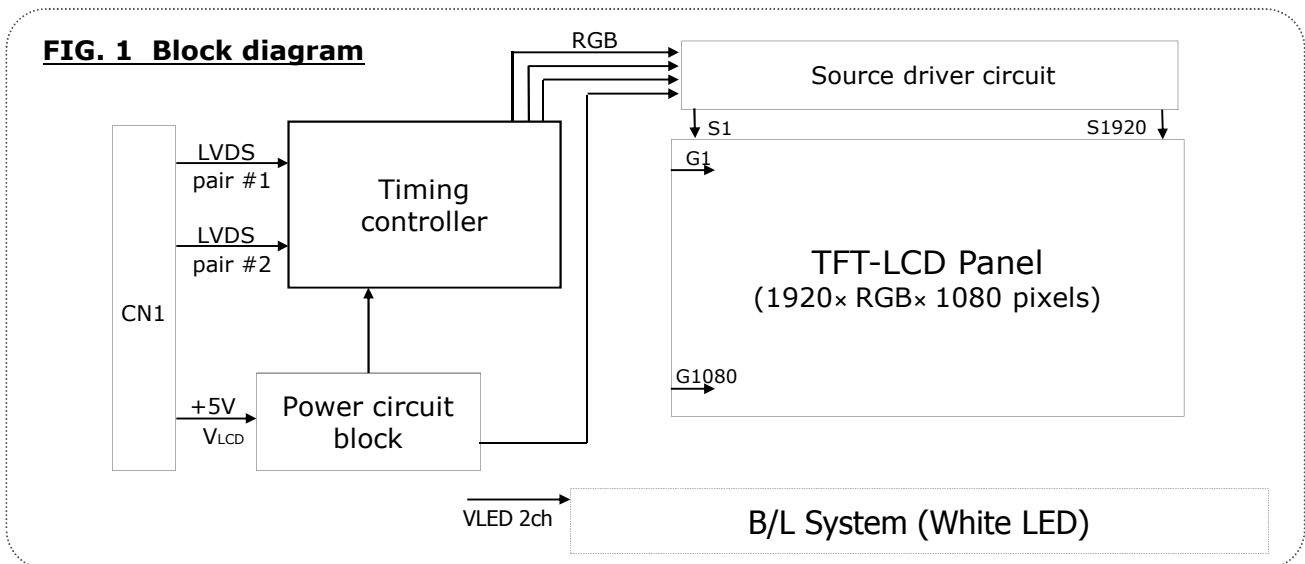 FIG. 1 Block diagram
RGB
Source driver circuit
S1
S1920
CN1
LVDS
pair #1
LVDS
pair #2
Timing
controller
G1
TFT-LCD Panel
(1920× RGB× 1080 pixels)
G1080
+5V
VLCD
Power circuit
block
VLED 2ch
B/L System (White LED)